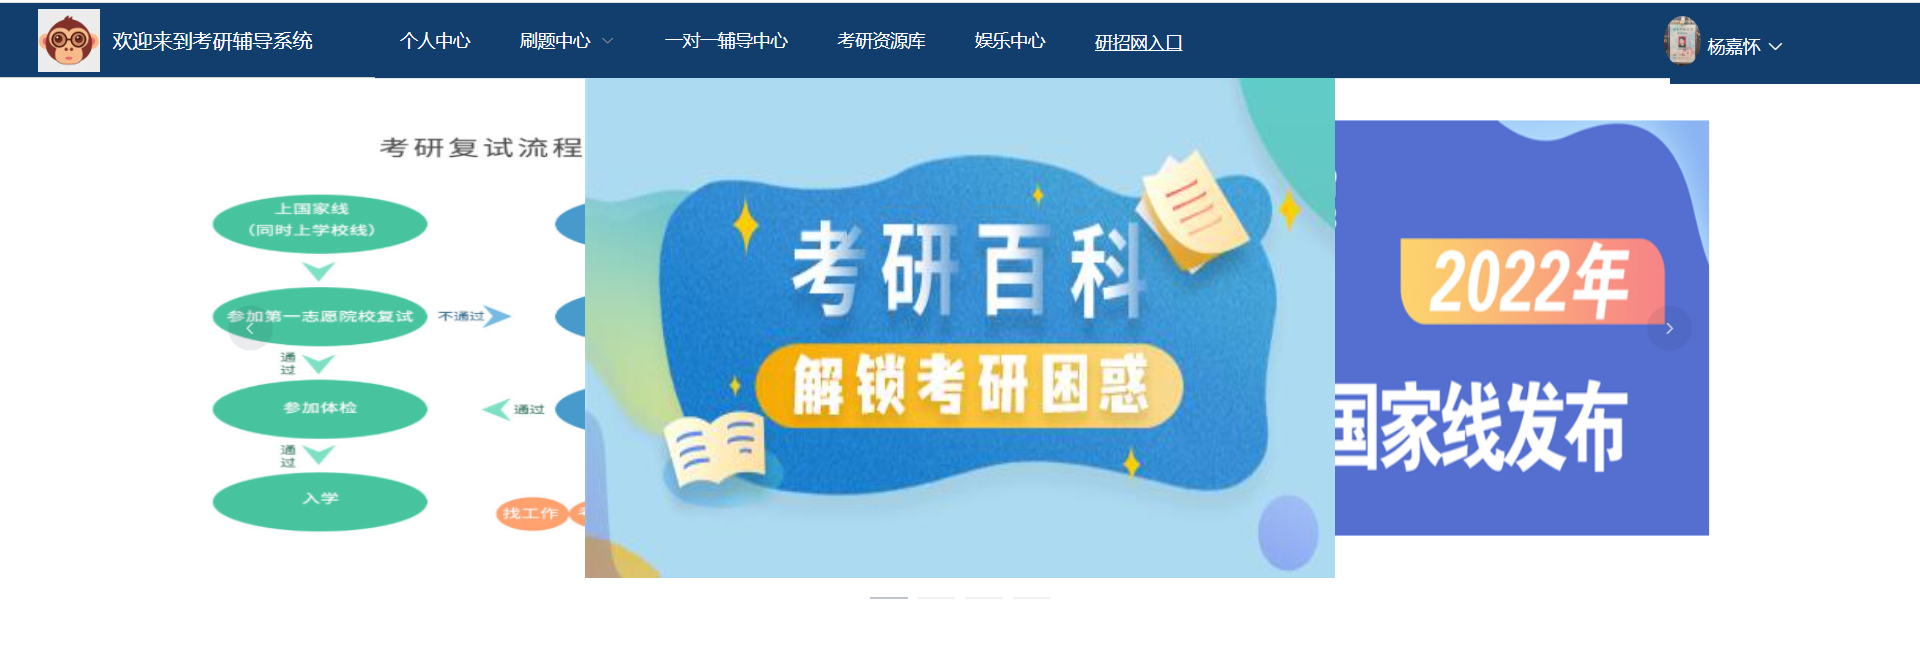 欢迎来到考研辅导系统
个人中心
刷题中心
一对一辅导中心
考研资源库
娱乐中心
研招网入口
杨嘉怀
考研复试流程
上国家线
(同时上学校线)
参加第一志愿院校复试
不通过
通过
参加体检
通过
通过
入学
找工作
考研百科
解锁考研困惑
2022年
国家线发布